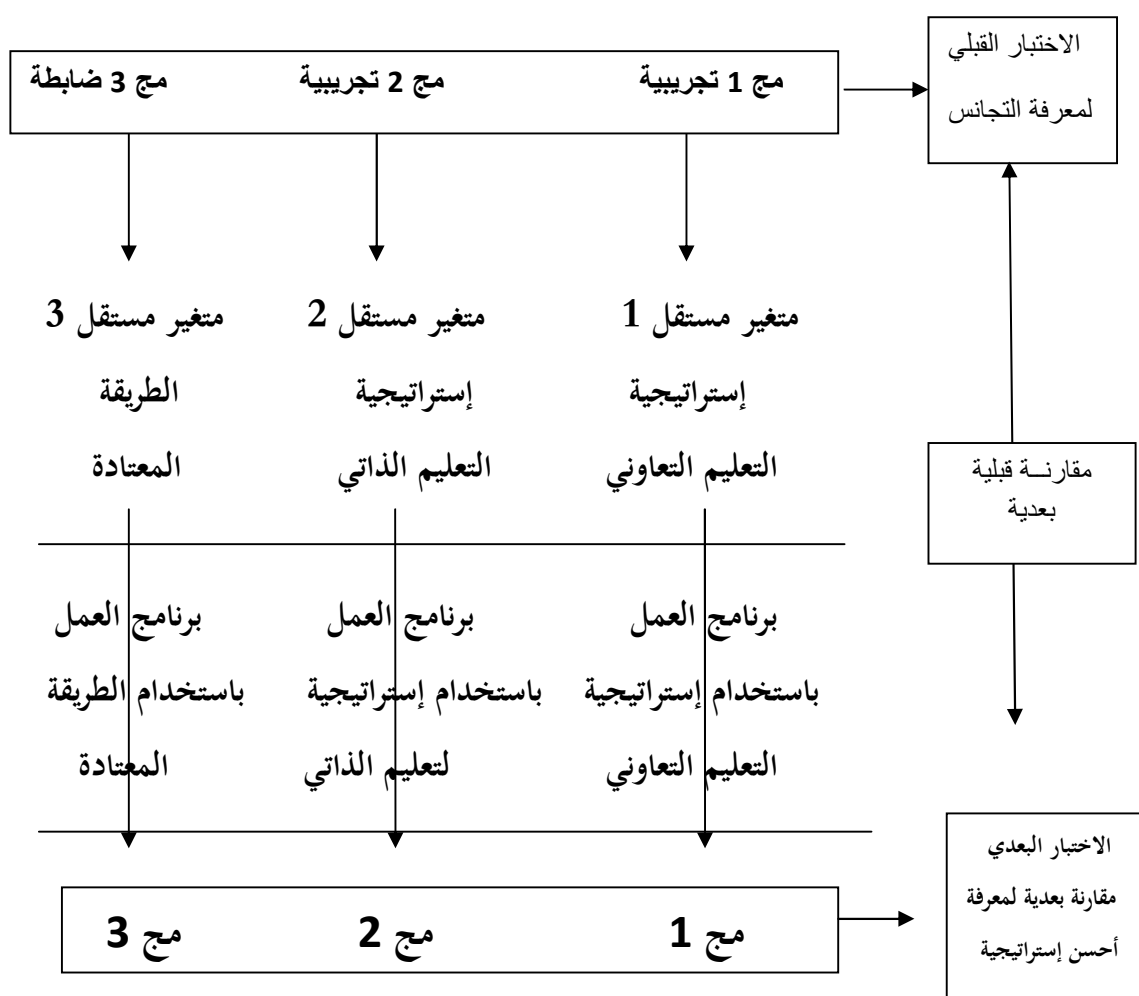 الاختبار القبلي
لمعرفة التجانس
مج 1 تجريبية
مج 2 تجريبية
مج 3 ضابطة
متغير مستقل 1
إستراتيجية
التعليم التعاوني
متغير مستقل 2
إستراتيجية
التعليم الذاتي
متغير مستقل 3
الطريقة
المعتادة
مقارنــة قبلية
بعدية
برنامج العمل
باستخدام إستراتيجية
التعليم التعاوني
برنامج العمل
باستخدام إستراتيجية
لتعليم الذاتي
برنامج العمل
باستخدام الطريقة
المعتادة
مج 1
مج 2
مج 3
الاختبار البعدي
مقارنة بعدية لمعرفة
أحسن إستراتيجية